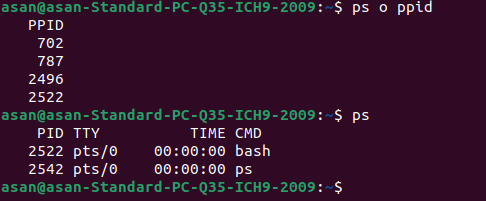 asan@asan-Standard-PC-Q35-ICH9-2009:~$ ps o ppid
   PPID
    702
    787
   2496
   2522
asan@asan-Standard-PC-Q35-ICH9-2009:~$ ps
    PID TTY          TIME CMD
   2522 pts/0    00:00:00 bash
   2542 pts/0    00:00:00 ps
asan@asan-Standard-PC-Q35-ICH9-2009:~$